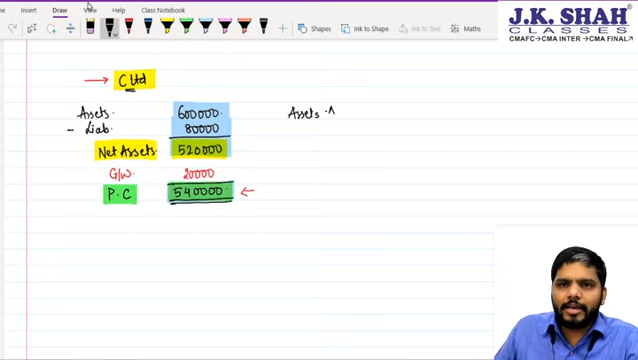 Insert Draw View Help Class Notebook
Shapes Ink to Shape Ink to Text Maths
J.K. SHAH®
CLASSES
CMAFC→CMA INTER →CMA FINAL↗
→ C Ltd
Assets. 600000. Assets. ^
- Liab. 80000
Net Assets. 520000
G/W. 20000
P.C 540000. ←